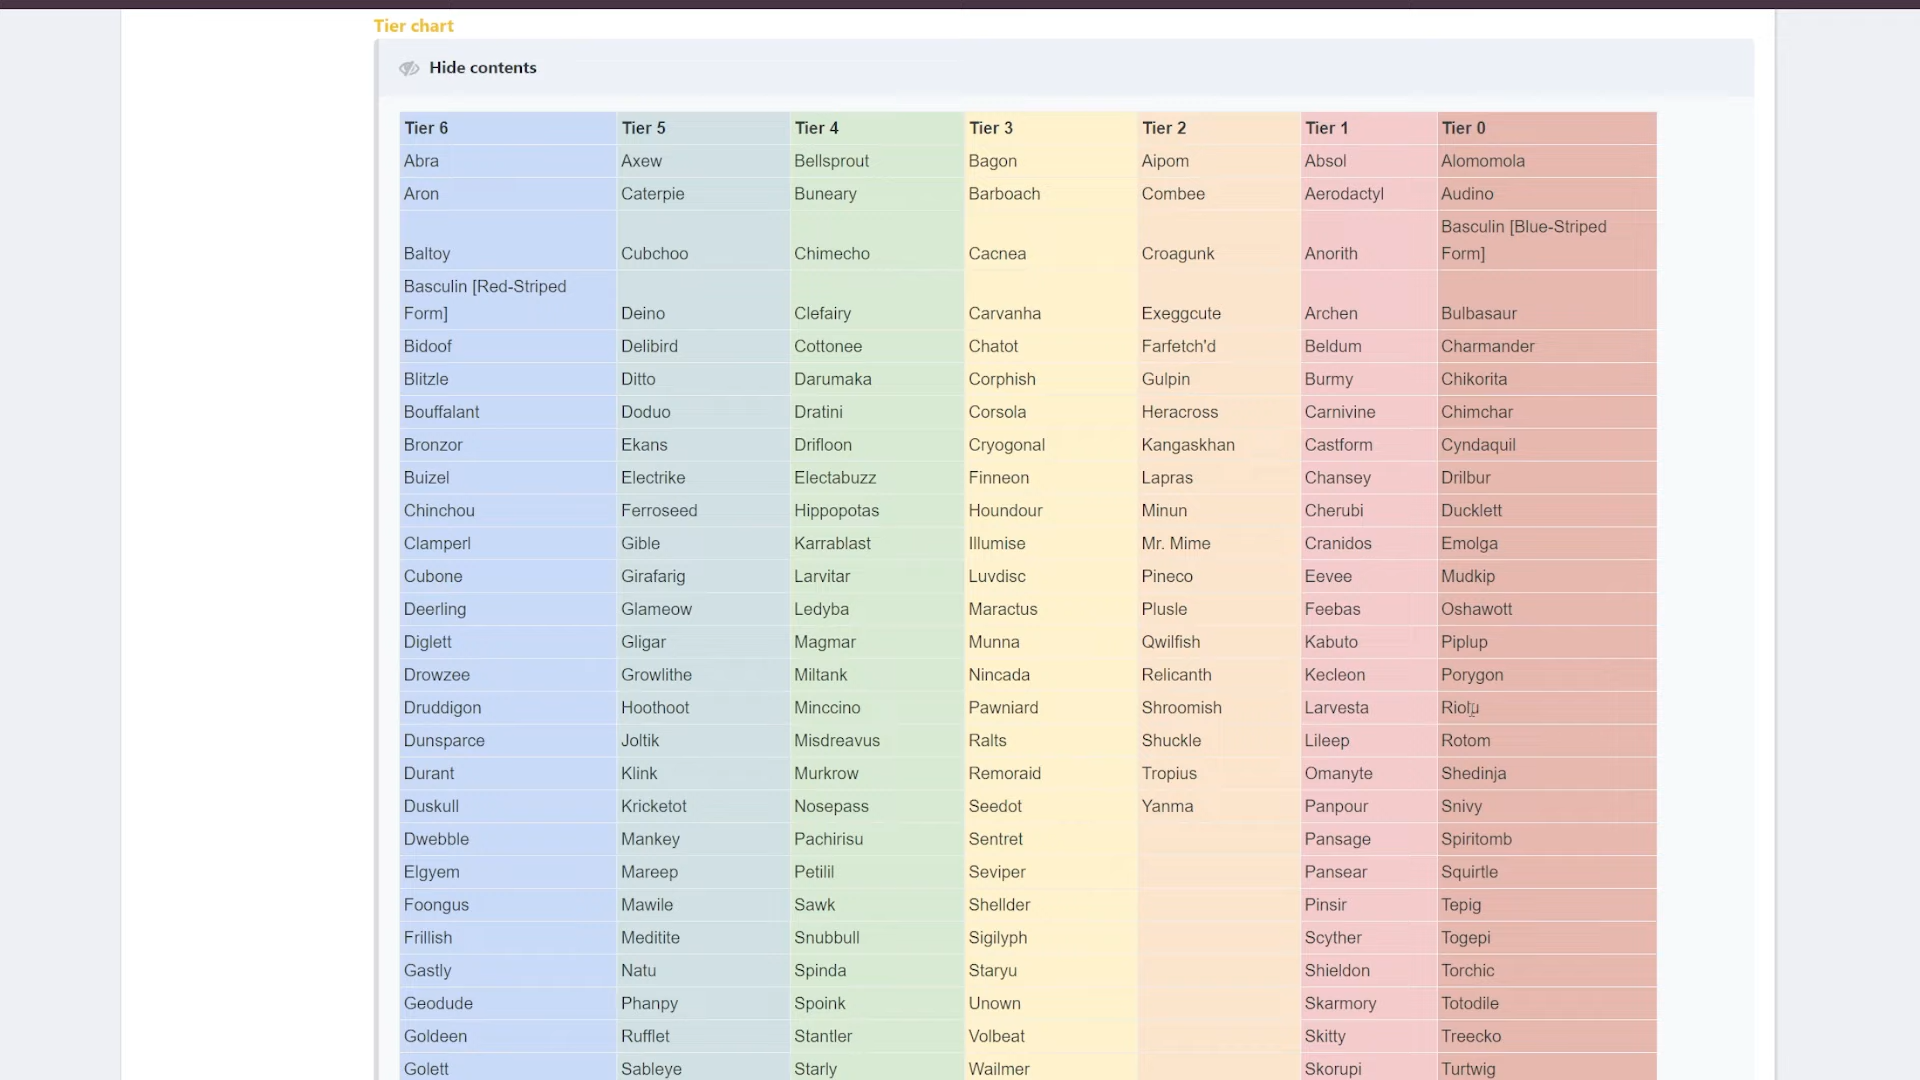 Tier chart
Hide contents
Tier 6 Tier 5 Tier 4 Tier 3 Tier 2 Tier 1 Tier 0
Abra Axew Bellsprout Bagon Aipom Absol Alomomola
Aron Caterpie Buneary Barboach Combee Aerodactyl Audino
Baltoy Cubchoo Chimecho Cacnea Croagunk Anorith Basculin [Blue-Striped
Form]
Basculin [Red-Striped
Form] Deino Clefairy Carvanha Exeggcute Archen Bulbasaur
Bidoof Delibird Cottonee Chatot Farfetch'd Beldum Charmander
Blitzle Ditto Darumaka Corphish Gulpin Burmy Chikorita
Bouffalant Doduo Dratini Corsola Heracross Carnivine Chimchar
Bronzor Ekans Drifloon Cryogonal Kangaskhan Castform Cyndaquil
Buizel Electrike Electabuzz Finneon Lapras Chansey Drilbur
Chinchou Ferroseed Hippopotas Houndour Minun Cherubi Ducklett
Clamperl Gible Karrablast Illumise Mr. Mime Cranidos Emolga
Cubone Girafarig Larvitar Luvdisc Pineco Eevee Mudkip
Deerling Glameow Ledyba Maractus Plusle Feebas Oshawott
Diglett Gligar Magmar Munna Qwilfish Kabuto Piplup
Drowzee Growlithe Miltank Nincada Relicanth Kecleon Porygon
Druddigon Hoothoot Minccino Pawniard Shroomish Larvesta Riolu
Dunsparce Joltik Misdreavus Ralts Shuckle Lileep Rotom
Durant Klink Murkrow Remoraid Tropius Omanyte Shedinja
Duskull Kricketot Nosepass Seedot Yanma Panpour Snivy
Dwebble Mankey Pachirisu Sentret Pansage Spiritomb
Elgyem Mareep Petilil Seviper Pansear Squirtle
Foongus Mawile Sawk Shellder Pinsir Tepig
Frillish Meditite Snubbull Sigilyph Scyther Togepi
Gastly Natu Spinda Staryu Shieldon Torchic
Geodude Phanpy Spoink Unown Skarmory Totodile
Goldeen Rufflet Stantler Volbeat Skitty Treecko
Golett Sableye Starly Wailmer Skorupi Turtwig